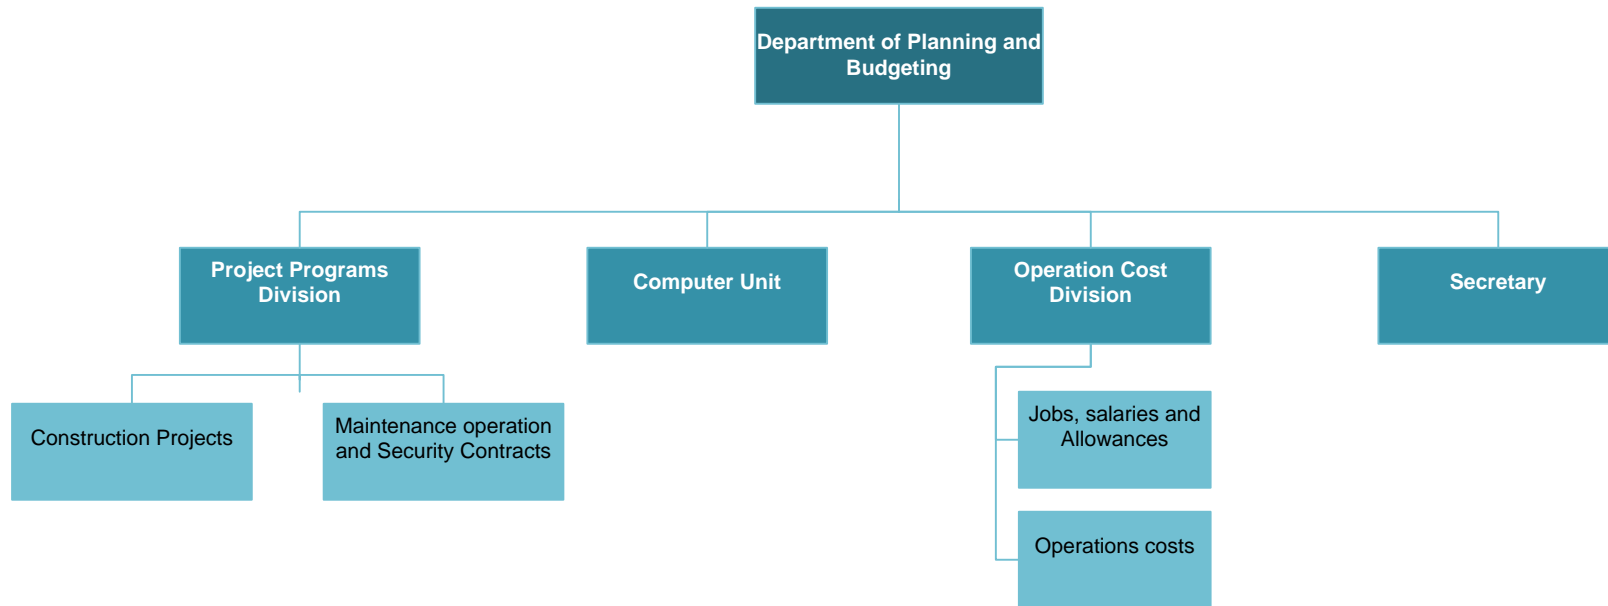 Department of Planning and
Budgeting
Project Programs
Division
Computer Unit
Operation Cost
Division
Secretary
Construction Projects
Maintenance operation
and Security Contracts
Jobs, salaries and
Allowances
Operations costs